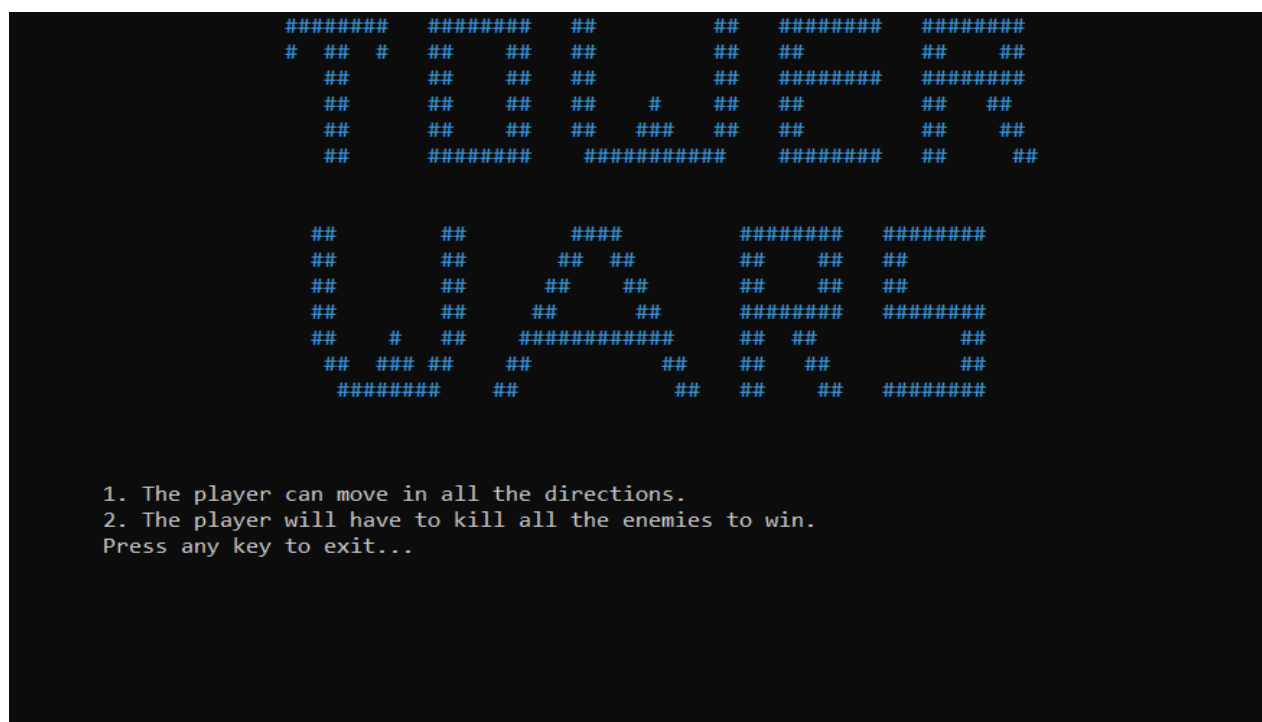 TOWER
WARS
1. The player can move in all the directions.
2. The player will have to kill all the enemies to win.
Press any key to exit...